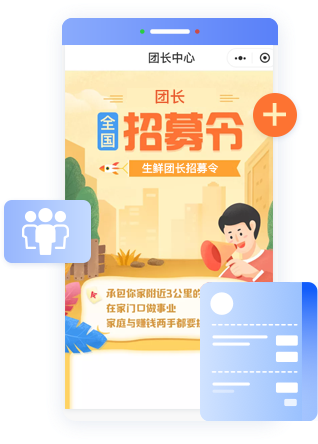 团长中心
团长
全国
招募令
生鲜团长招募令
承包你家附近3公里的
在家门口做事业
家庭与赚钱两手都要